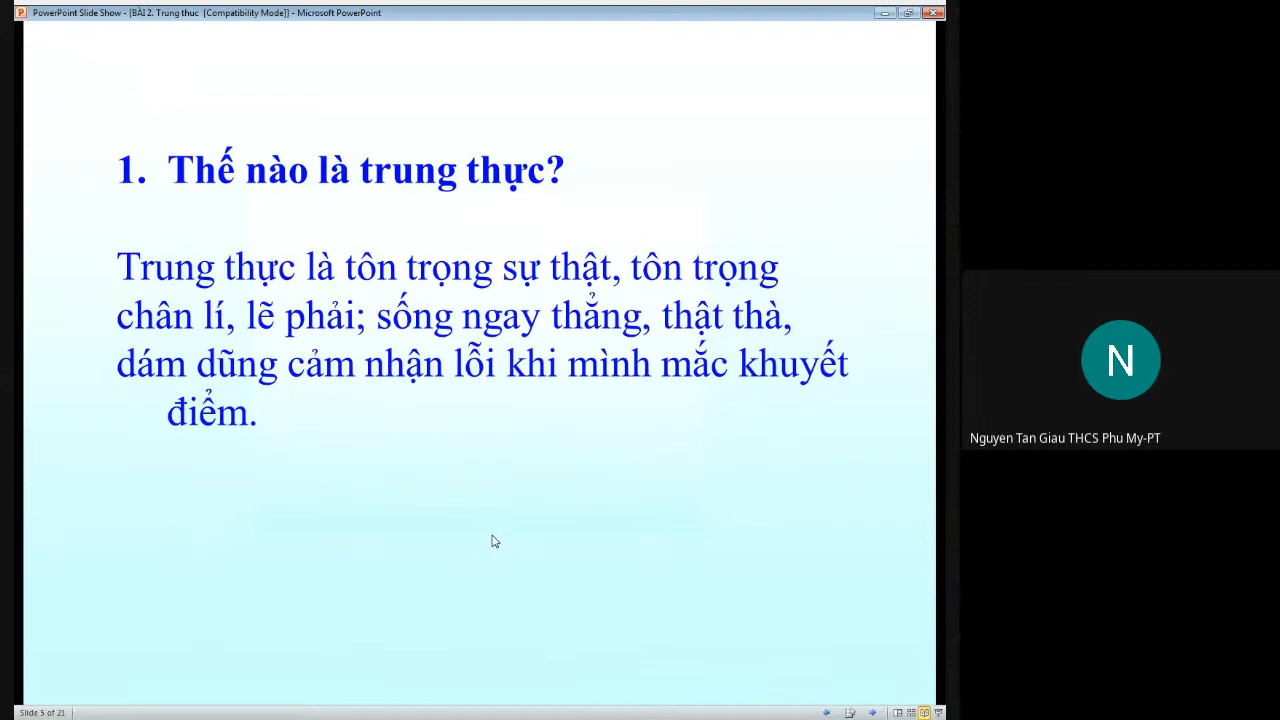 PowerPoint Slide Show - [BÀI 2. Trung thuc [Compatibility Mode]] - Microsoft PowerPoint
1. Thế nào là trung thực?
Trung thực là tôn trọng sự thật, tôn trọng
chân lí, lẽ phải; sống ngay thẳng, thật thà,
dám dũng cảm nhận lỗi khi mình mắc khuyết
điểm.
N
Nguyen Tan Giau THCS Phu My-PT
Slide 5 of 21